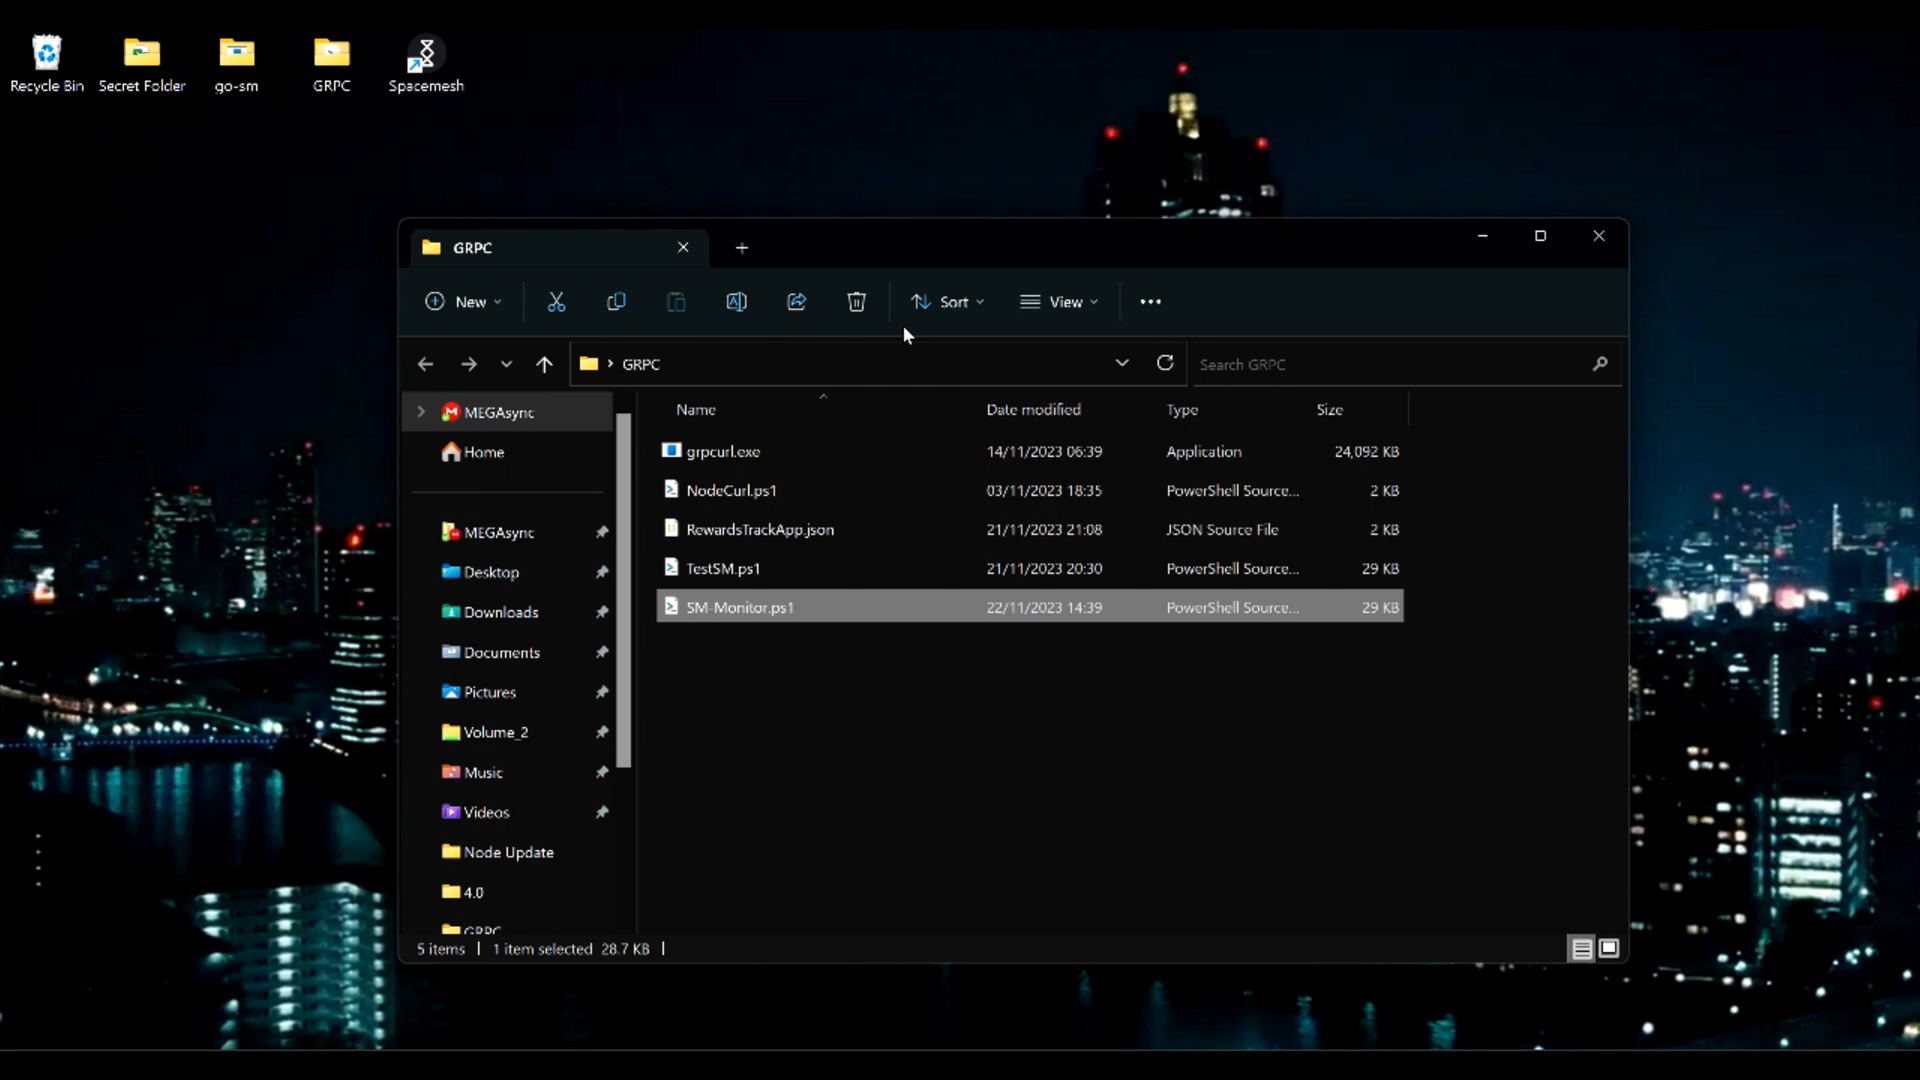 Recycle Bin
Secret Folder
go-sm
GRPC
Spacemesh
GRPC
New
Sort
View
GRPC
Search GRPC
MEGAsync
Home
MEGAsync
Desktop
Downloads
Documents
Pictures
Volume_2
Music
Videos
Node Update
4.0
GRPC
Name Date modified Type Size
grpcurl.exe 14/11/2023 06:39 Application 24,092 KB
NodeCurl.ps1 03/11/2023 18:35 PowerShell Source... 2 KB
RewardsTrackApp.json 21/11/2023 21:08 JSON Source File 2 KB
TestSM.ps1 21/11/2023 20:30 PowerShell Source... 29 KB
SM-Monitor.ps1 22/11/2023 14:39 PowerShell Source... 29 KB
5 items 1 item selected 28.7 KB